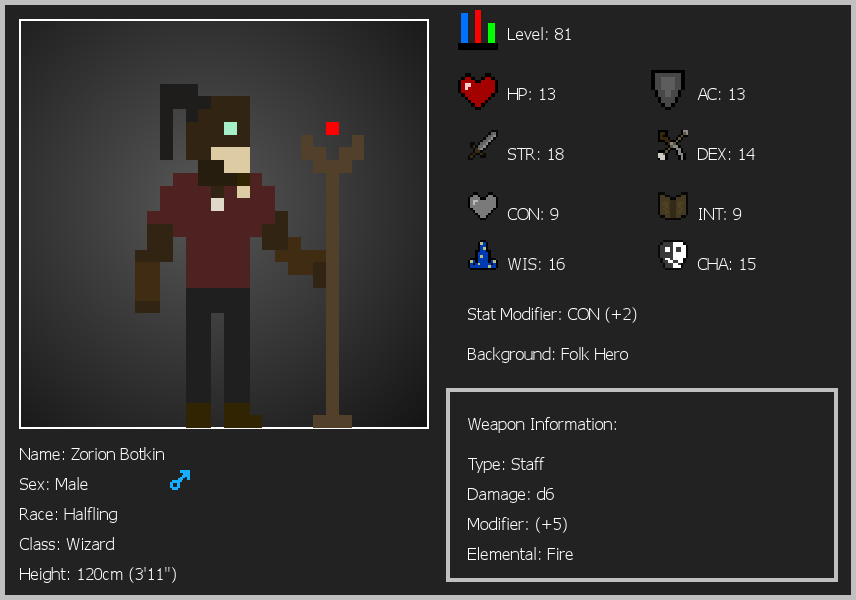 Level: 81
HP: 13
AC: 13
STR: 18
DEX: 14
CON: 9
INT: 9
WIS: 16
CHA: 15
Stat Modifier: CON (+2)
Background: Folk Hero
Weapon Information:
Type: Staff
Damage: d6
Modifier: (+5)
Elemental: Fire
Name: Zorion Botkin
Sex: Male
Race: Halfling
Class: Wizard
Height: 120cm (3'11")